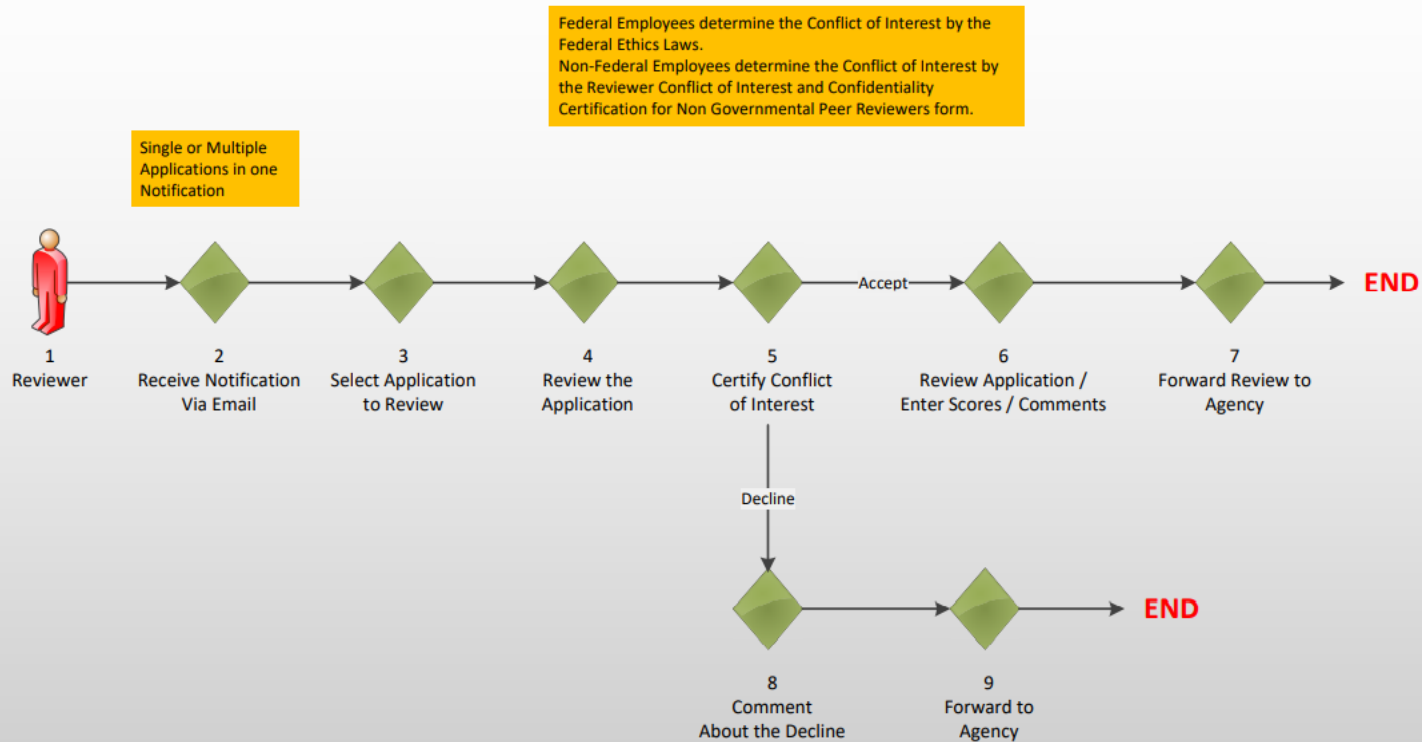 Federal Employees determine the Conflict of Interest by the
Federal Ethics Laws.
Non-Federal Employees determine the Conflict of Interest by
the Reviewer Conflict of Interest and Confidentiality
Certification for Non Governmental Peer Reviewers form.
Single or Multiple
Applications in one
Notification
Accept
END
1
Reviewer
2
Receive Notification
Via Email
3
Select Application
to Review
4
Review the
Application
5
Certify Conflict
of Interest
6
Review Application /
Enter Scores / Comments
7
Forward Review to
Agency
Decline
END
8
Comment
About the Decline
9
Forward to
Agency